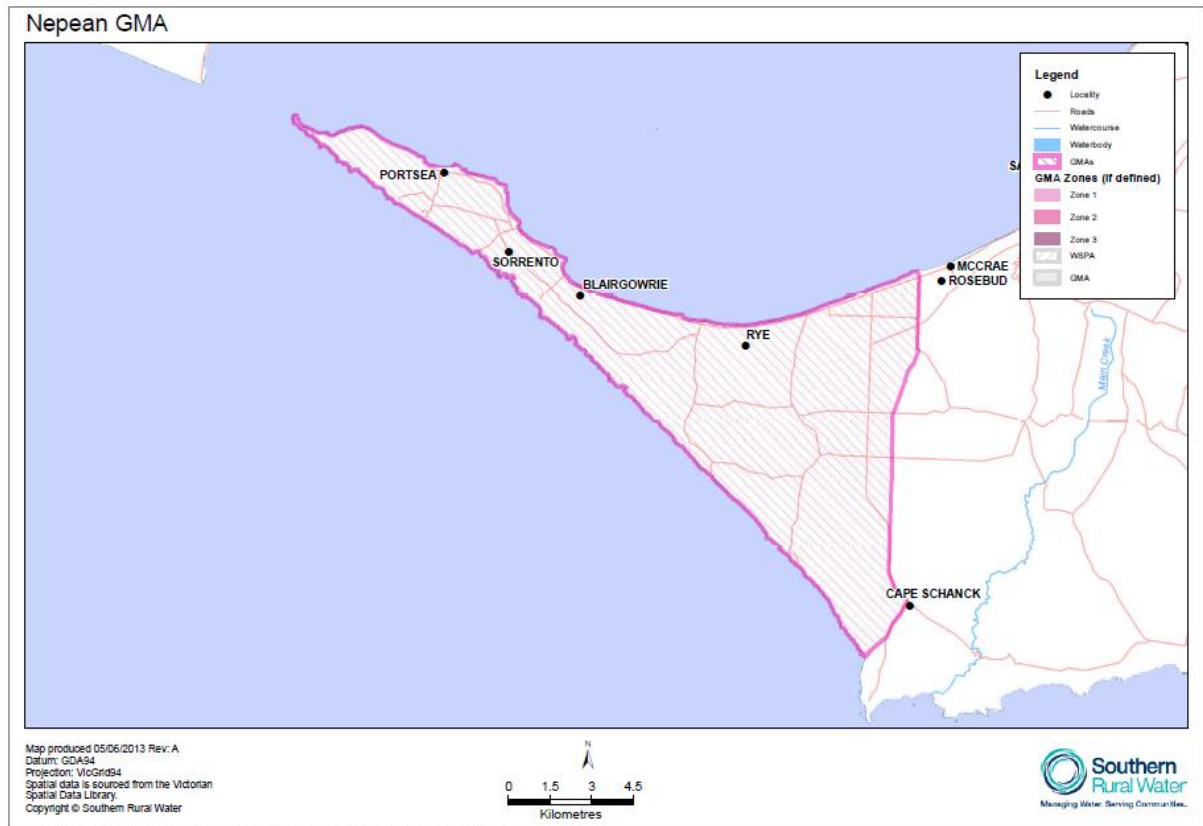 Nepean GMA
Legend
Locality
Roads
Watercourse
Waterbody
GMAs
GMA Zones (if defined)
Zone 1
Zone 2
Zone 3
WSPA
GMA
SA
PORTSEA
SORRENTO
BLAIRGOWRIE
MCCRAE
ROSEBUD
RYE
Main Creek
CAPE SCHANCK
Map produced 05/06/2013 Rev: A
Datum: GDA94
Projection: VicGrid94
Spatial data is sourced from the Victorian
Spatial Data Library.
Copyright © Southern Rural Water
N
0 1.5 3 4.5
Kilometres
Southern
Rural Water
Managing Water. Serving Communities.